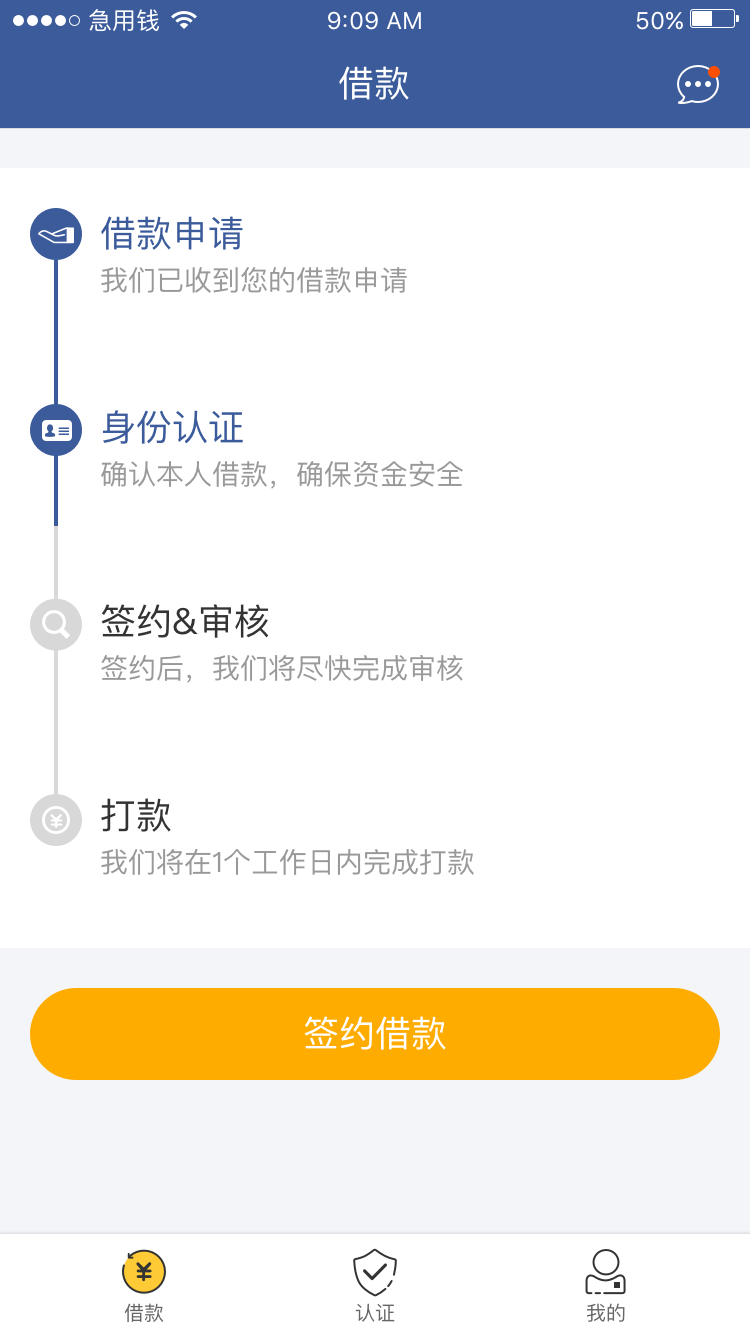 急用钱 9:09 AM 50%
借款
借款申请
我们已收到您的借款申请
身份认证
确认本人借款，确保资金安全
签约&审核
签约后，我们将尽快完成审核
¥
打款
我们将在1个工作日内完成打款
签约借款
¥
借款 认证 我的